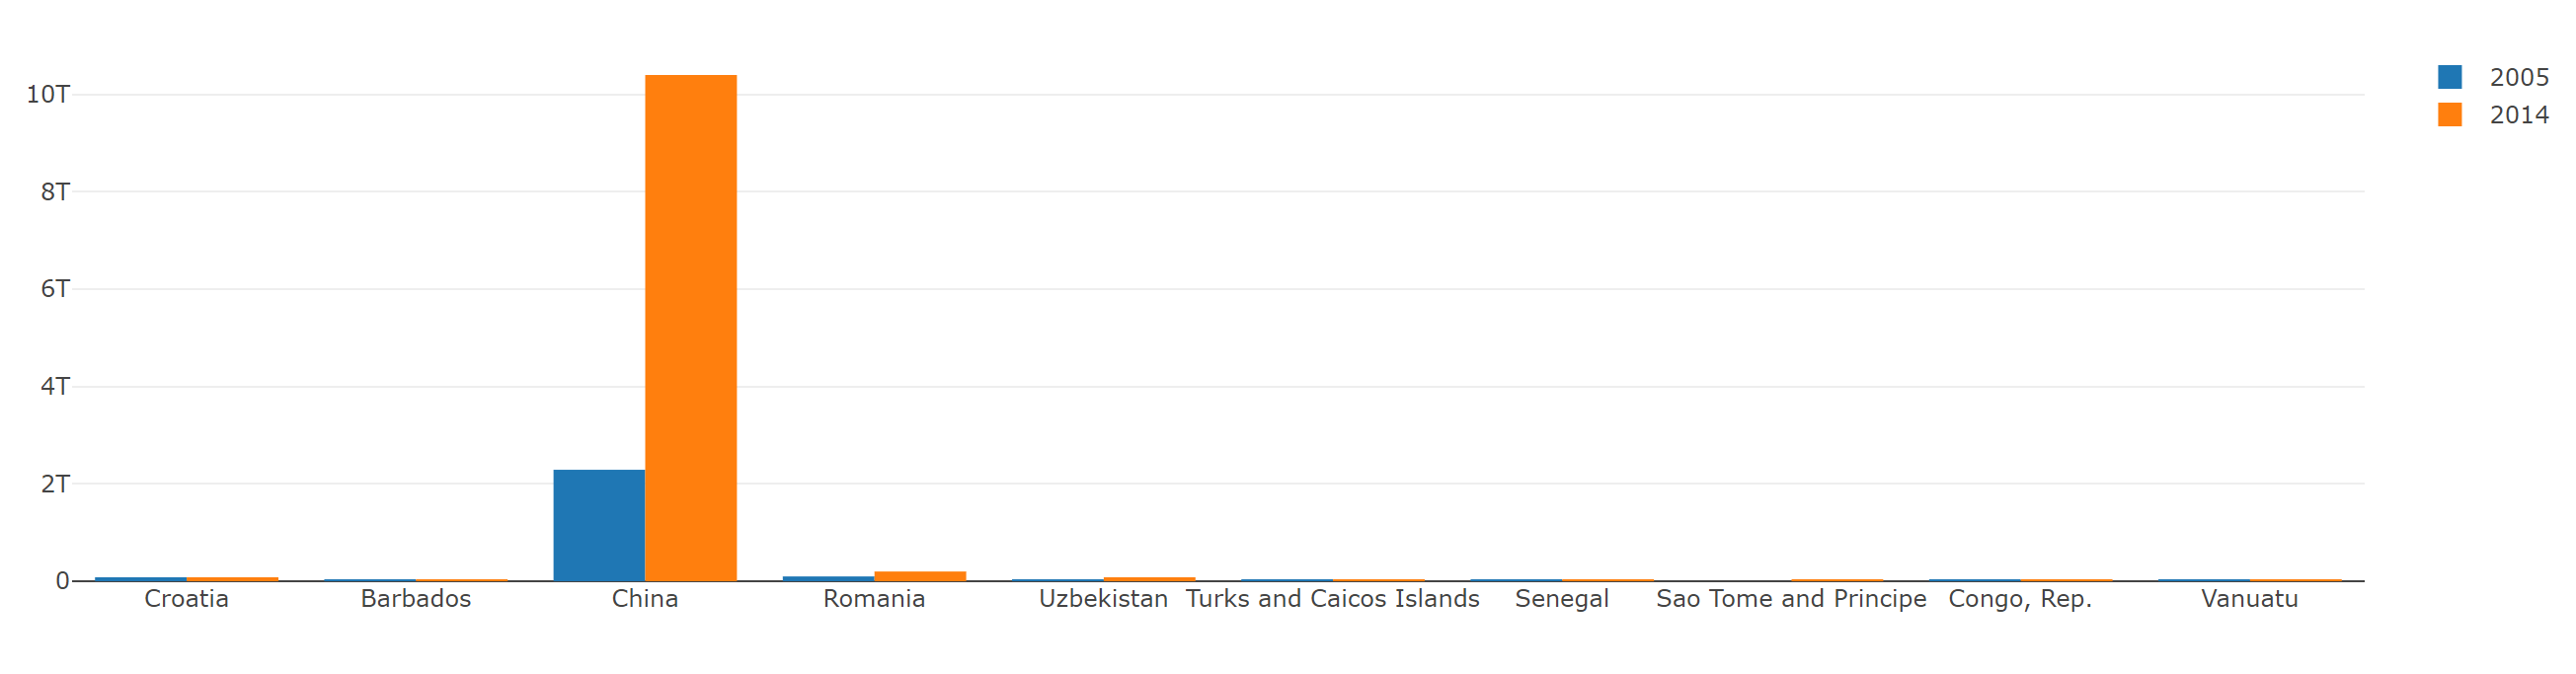 10T
8T
6T
4T
2T
0
Croatia
Barbados
China
Romania
Uzbekistan
Turks and Caicos Islands
Senegal
Sao Tome and Principe
Congo, Rep.
Vanuatu
2005
2014